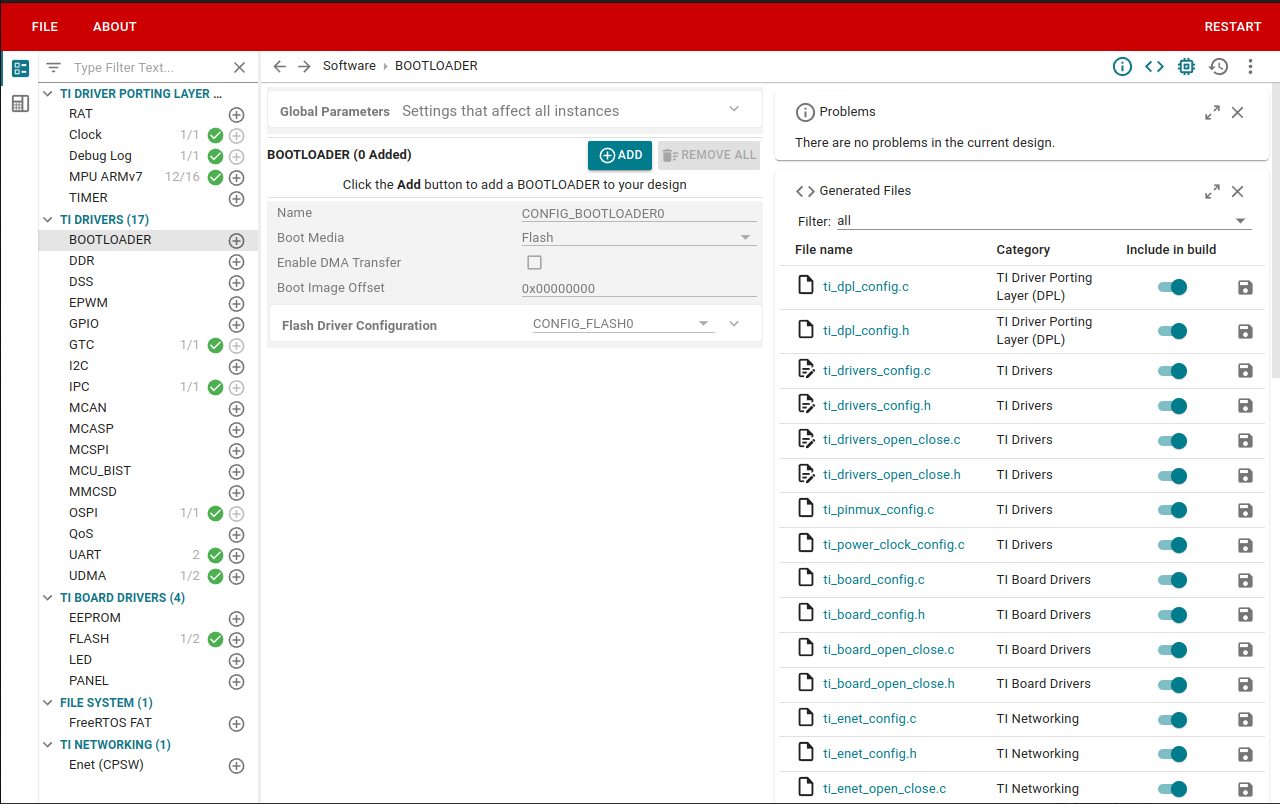 FILE ABOUT RESTART
Type Filter Text...
Software › BOOTLOADER
TI DRIVER PORTING LAYER ...
RAT
Clock 1/1
Debug Log 1/1
MPU ARMv7 12/16
TIMER
TI DRIVERS (17)
BOOTLOADER
DDR
DSS
EPWM
GPIO
GTC 1/1
I2C
IPC 1/1
MCAN
MCASP
MCSPI
MCU_BIST
MMCSD
OSPI 1/1
QoS
UART 2
UDMA 1/2
TI BOARD DRIVERS (4)
EEPROM
FLASH 1/2
LED
PANEL
FILE SYSTEM (1)
FreeRTOS FAT
TI NETWORKING (1)
Enet (CPSW)
Global Parameters Settings that affect all instances
BOOTLOADER (0 Added) ADD REMOVE ALL
Click the Add button to add a BOOTLOADER to your design
Name CONFIG_BOOTLOADER0
Boot Media Flash
Enable DMA Transfer
Boot Image Offset 0x00000000
Flash Driver Configuration CONFIG_FLASH0
Problems
There are no problems in the current design.
<> Generated Files
Filter: all
File name Category Include in build
ti_dpl_config.c TI Driver Porting
Layer (DPL)
ti_dpl_config.h TI Driver Porting
Layer (DPL)
ti_drivers_config.c TI Drivers
ti_drivers_config.h TI Drivers
ti_drivers_open_close.c TI Drivers
ti_drivers_open_close.h TI Drivers
ti_pinmux_config.c TI Drivers
ti_power_clock_config.c TI Drivers
ti_board_config.c TI Board Drivers
ti_board_config.h TI Board Drivers
ti_board_open_close.c TI Board Drivers
ti_board_open_close.h TI Board Drivers
ti_enet_config.c TI Networking
ti_enet_config.h TI Networking
ti_enet_open_close.c TI Networking